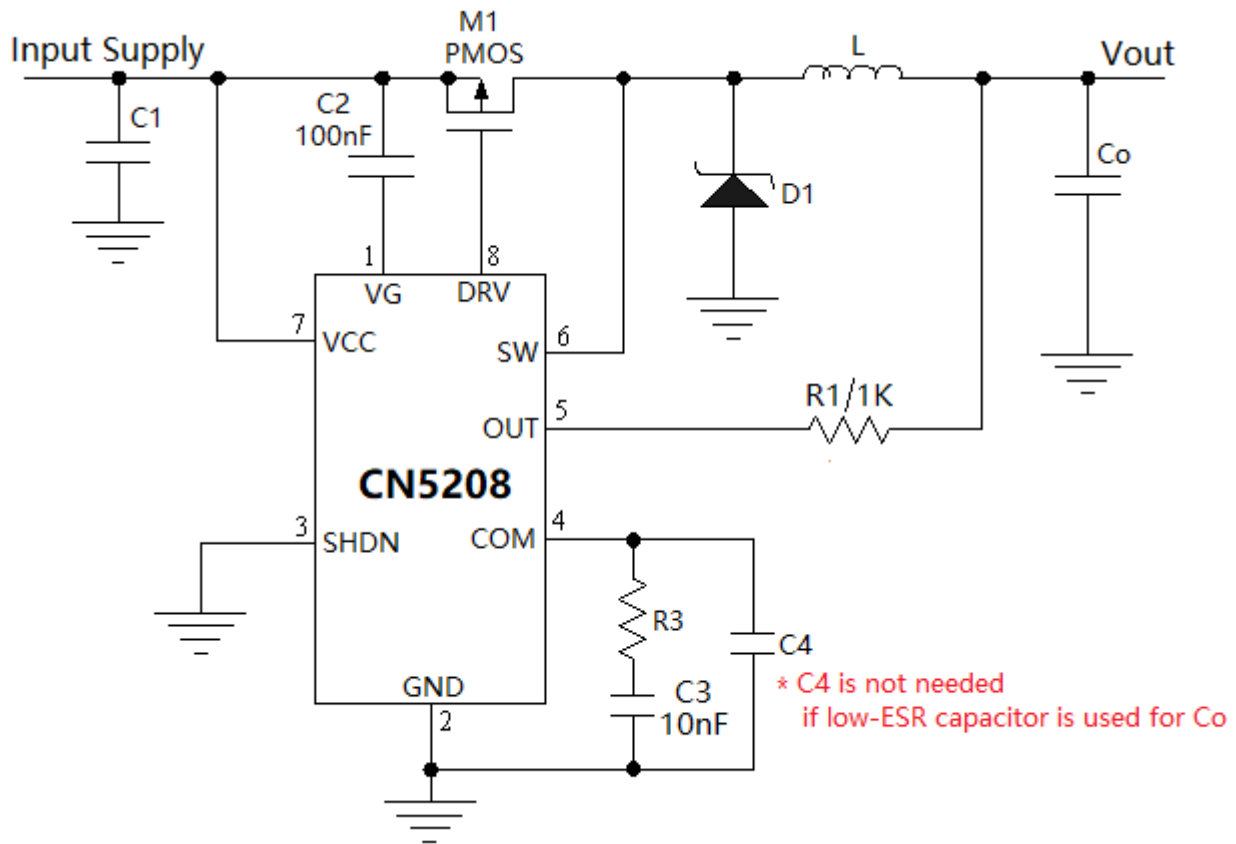 M1
Input Supply
PMOS
L
Vout
C1
C2
100nF
Co
D1
1
8
VG
DRV
7
VCC
6
SW
R1/1K
5
OUT
CN5208
3
SHDN
4
COM
R3
C4
GND
C3
* C4 is not needed
2
10nF
if low-ESR capacitor is used for Co